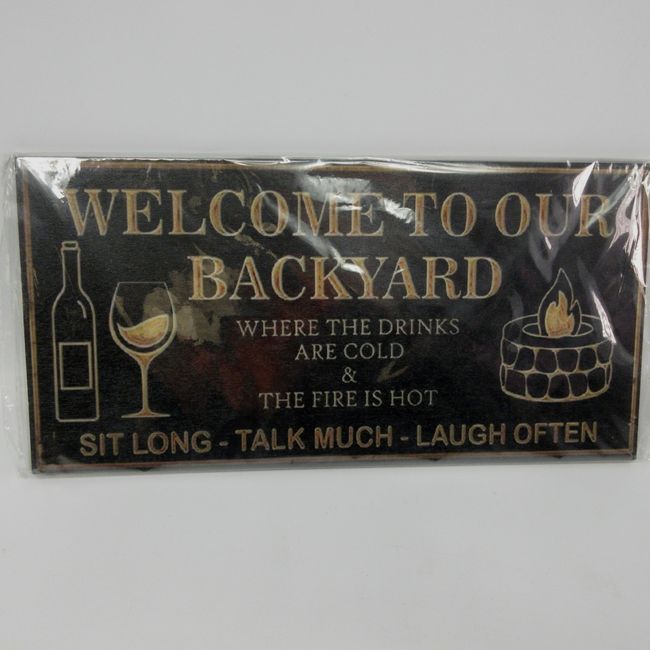 WELCOME TO OUR
BACKYARD
WHERE THE DRINKS
ARE COLD
&
THE FIRE IS HOT
SIT LONG - TALK MUCH - LAUGH OFTEN